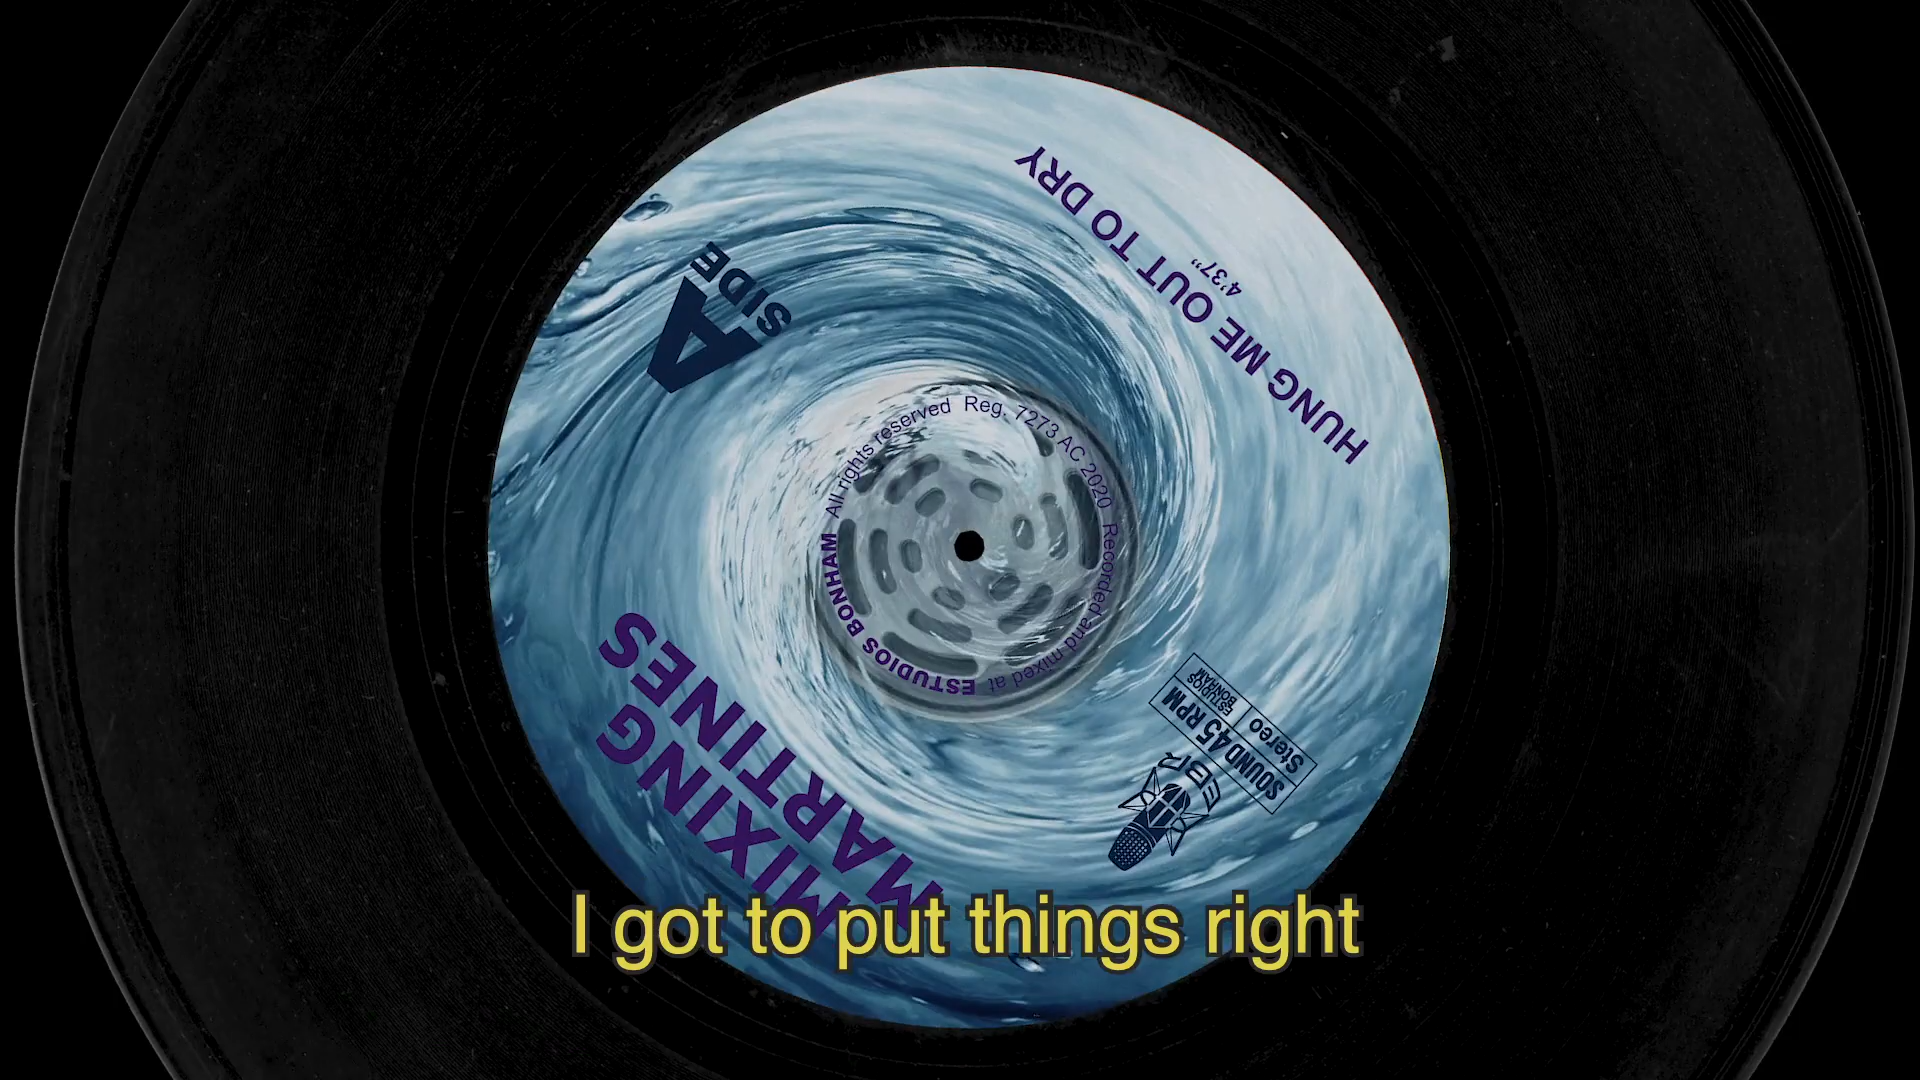 HUNG ME OUT TO DRY
4'37"
A
SIDE
All rights reserved Reg. 7273 AC 2020 Recorded and mixed at ESTUDIOS BONHAM
MIXING
MARTINES
ESTUDIOS
BONHAM
SOUND 45 RPM
Stereo
EBR
I got to put things right